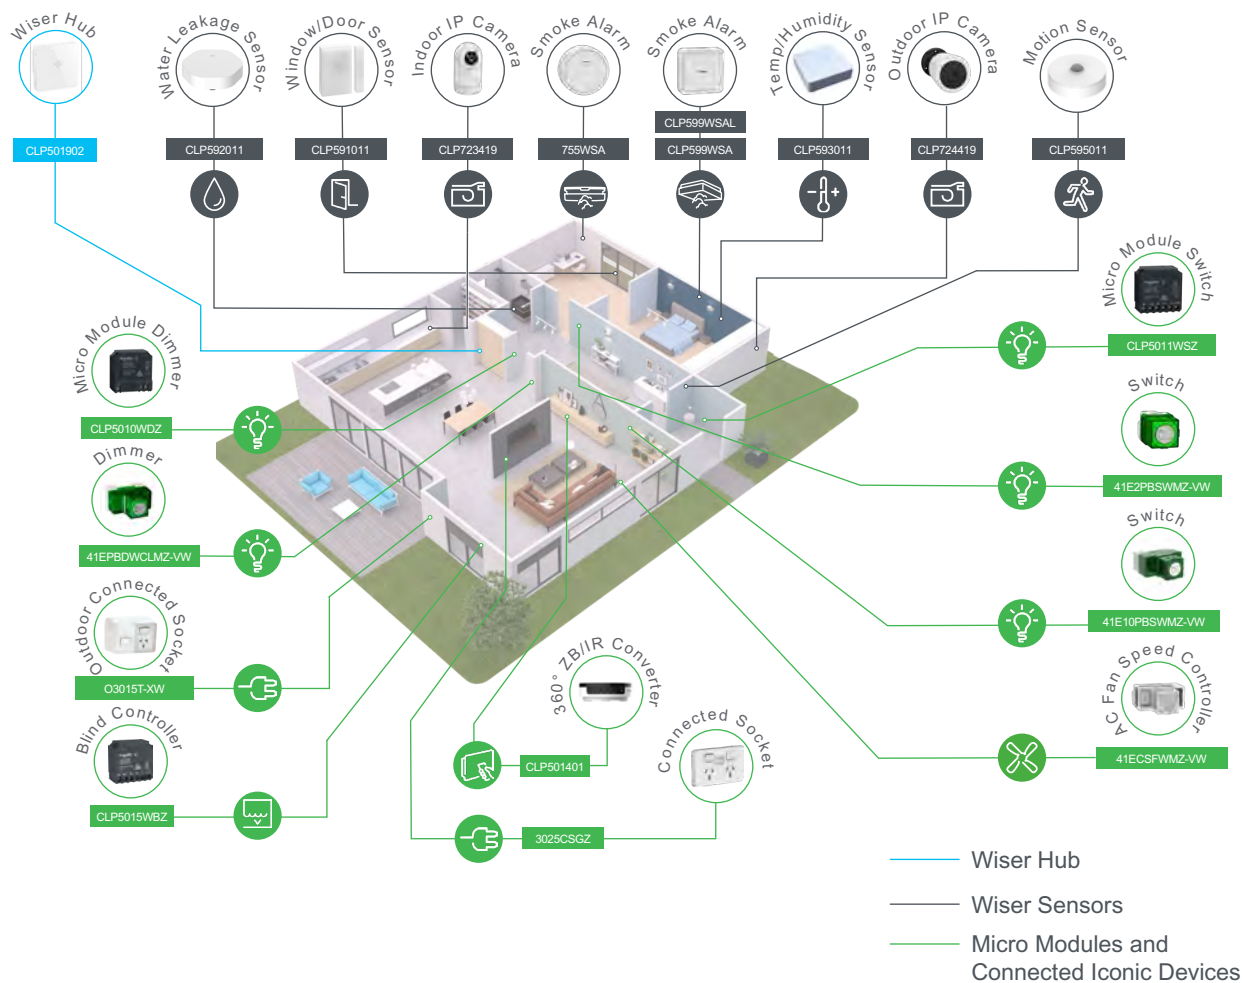 Wiser Hub
Water Leakage Sensor
Window/Door Sensor
Indoor IP Camera
Smoke Alarm
Smoke Alarm
Temp/Humidity Sensor
Outdoor IP Camera
Motion Sensor
CLP501902
CLP592011
CLP591011
CLP723419
755WSA
CLP599WSAL
CLP599WSA
CLP593011
CLP724419
CLP595011
Micro Module Switch
CLP5011WSZ
Micro Module Dimmer
CLP5010WDZ
Switch
41E2PBSWMZ-VW
Dimmer
41EPBDWCLMZ-VW
Switch
41E10PBSWMZ-VW
Outdoor Connected Socket
O3015T-XW
AC Fan Speed Controller
41ECSFWMZ-VW
Blind Controller
CLP5015WBZ
360° ZB/IR Converter
CLP501401
Connected Socket
3025CSGZ
Wiser Hub
Wiser Sensors
Micro Modules and
Connected Iconic Devices